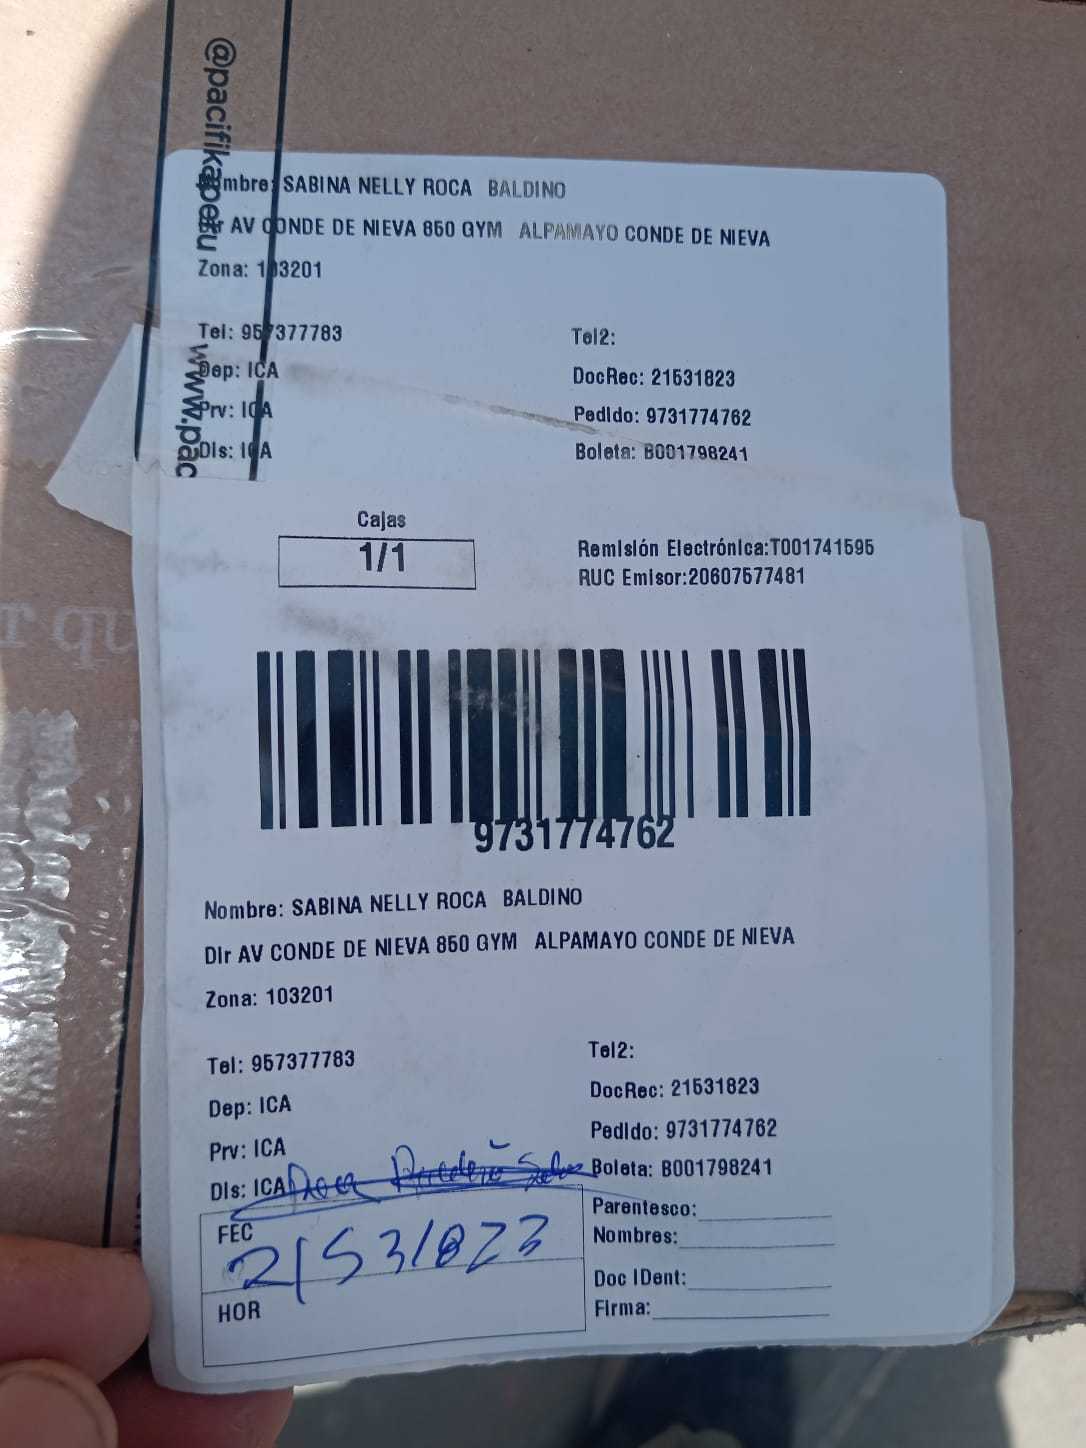 @pacifikaperu
www.pac
Nombre: SABINA NELLY ROCA BALDINO
Dir AV CONDE DE NIEVA 850 GYM ALPAMAYO CONDE DE NIEVA
Zona: 103201
Tel: 957377783 Tel2:
Dep: ICA DocRec: 21531823
Prv: ICA Pedido: 9731774762
Dis: ICA Boleta: B001798241
Cajas
1/1
Remisión Electrónica:T001741595
RUC Emisor:20607577481
9731774762
Nombre: SABINA NELLY ROCA BALDINO
Dir AV CONDE DE NIEVA 850 GYM ALPAMAYO CONDE DE NIEVA
Zona: 103201
Tel: 957377783 Tel2:
Dep: ICA DocRec: 21531823
Prv: ICA Pedido: 9731774762
Dis: ICA Boleta: B001798241
Roca
FEC
21531823
HOR
Parentesco:
Nombres:
Doc IDent:
Firma: